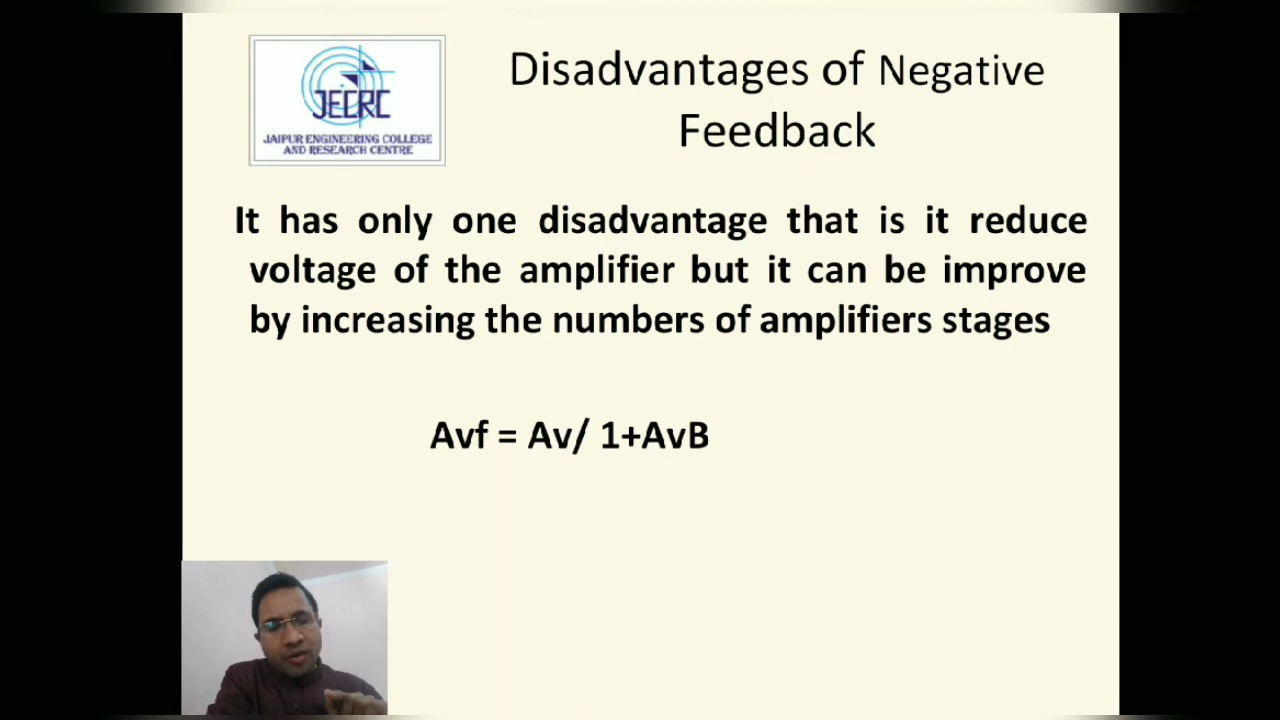 JECRC
JAIPUR ENGINEERING COLLEGE
AND RESEARCH CENTRE
Disadvantages of Negative
Feedback
It has only one disadvantage that is it reduce
voltage of the amplifier but it can be improve
by increasing the numbers of amplifiers stages
Avf = Av/ 1+AvB